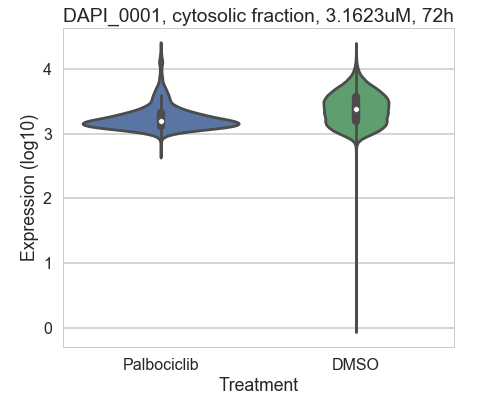 DAPI_0001, cytosolic fraction, 3.1623uM, 72h
4
3
2
1
0
Expression (log10)
Palbociclib
DMSO
Treatment